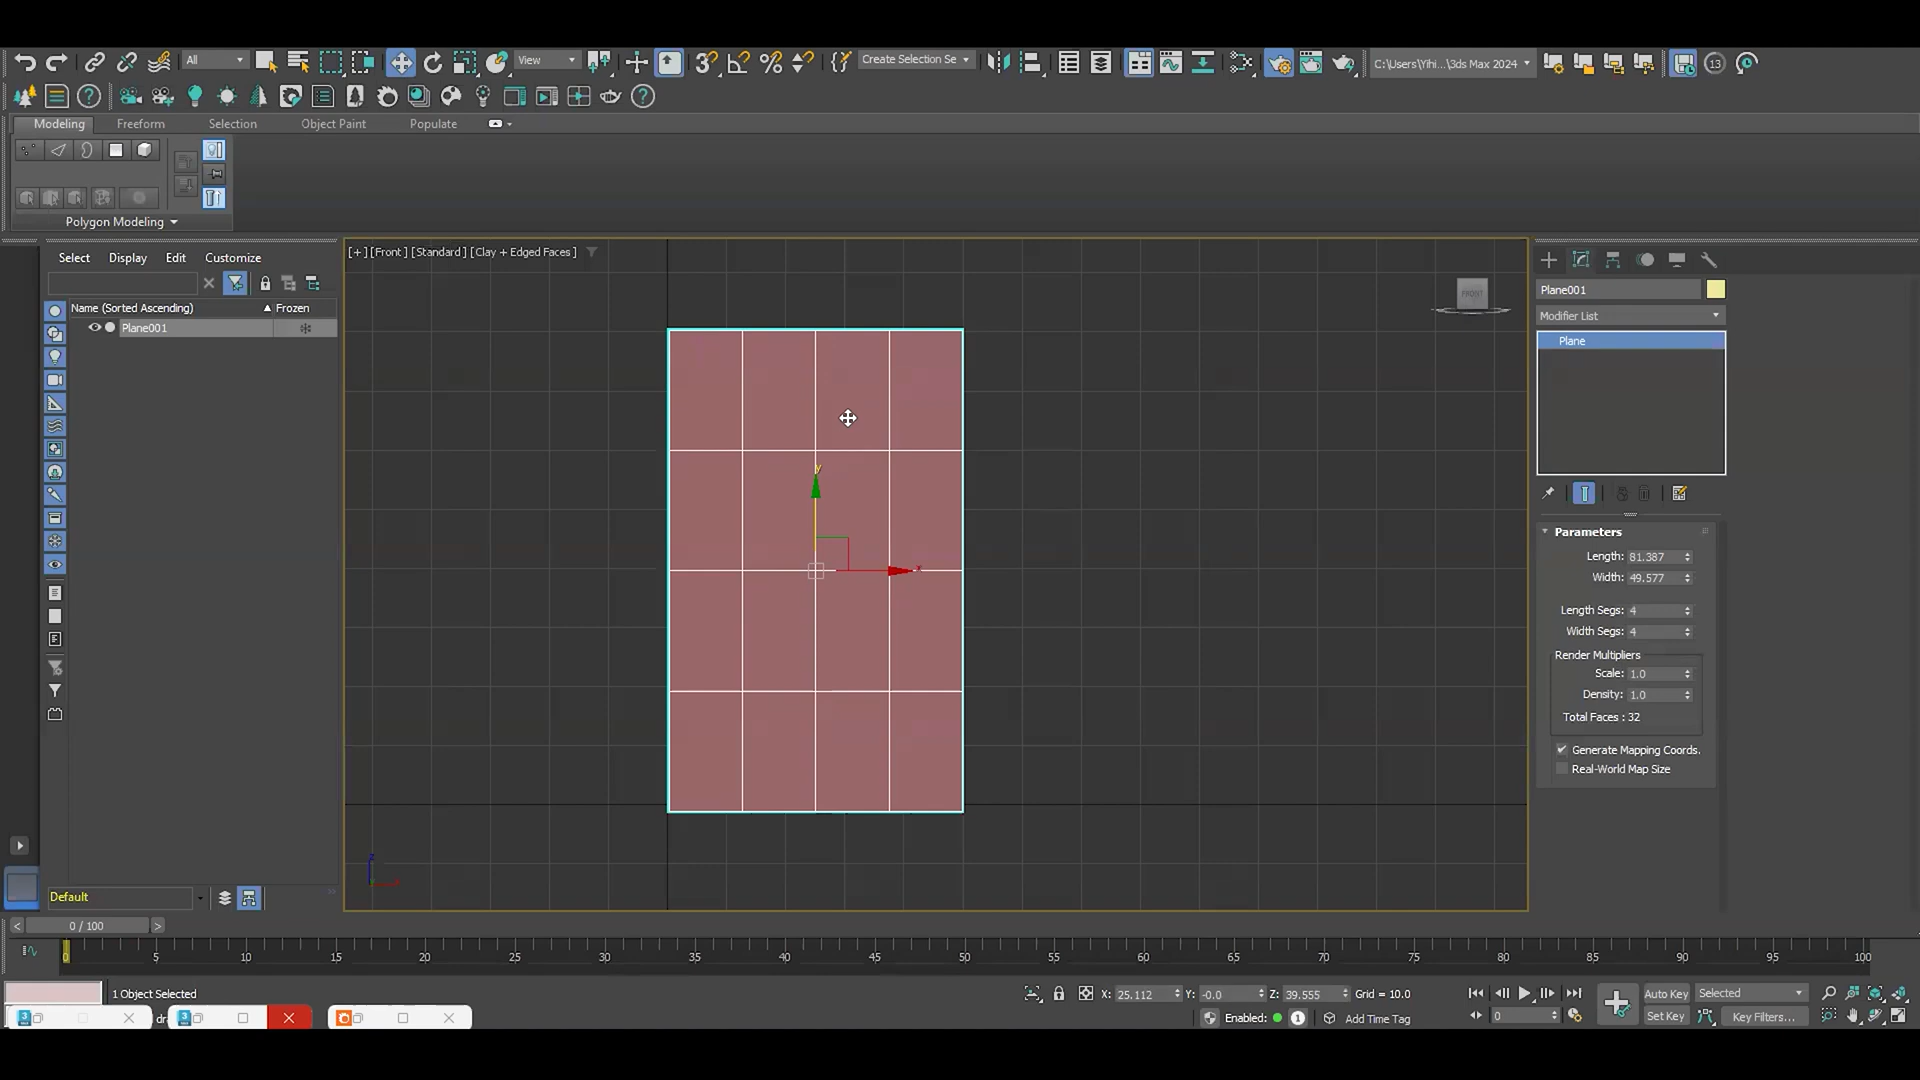 All
View
3
Create Selection Se
C:\Users\Yihi...\3ds Max 2024
13
Modeling
Freeform
Selection
Object Paint
Populate
Polygon Modeling
Select
Display
Edit
Customize
Name (Sorted Ascending)
Frozen
Plane001
Default
[+] [Front] [Standard] [Clay + Edged Faces]
FRONT
y
x
Plane001
Modifier List
Plane
Parameters
Length: 81.387
Width: 49.577
Length Segs: 4
Width Segs: 4
Render Multipliers
Scale: 1.0
Density: 1.0
Total Faces : 32
Generate Mapping Coords.
Real-World Map Size
< 0 / 100 >
0 5 10 15 20 25 30 35 40 45 50 55 60 65 70 75 80 85 90 95 100
1 Object Selected
X: 25.112 Y: -0.0 Z: 39.555 Grid = 10.0
Auto Key
Selected
Enabled: 1
Add Time Tag
0
Set Key
Key Filters...